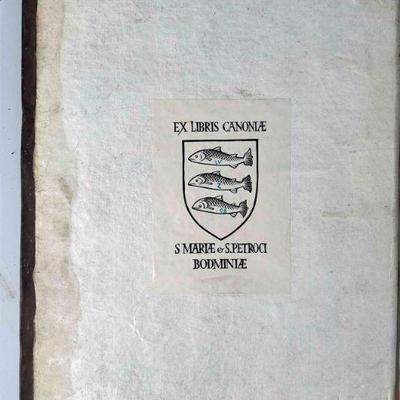 EX LIBRIS CANONIÆ
S MARIÆ & S. PETROCI
BODMINIÆ